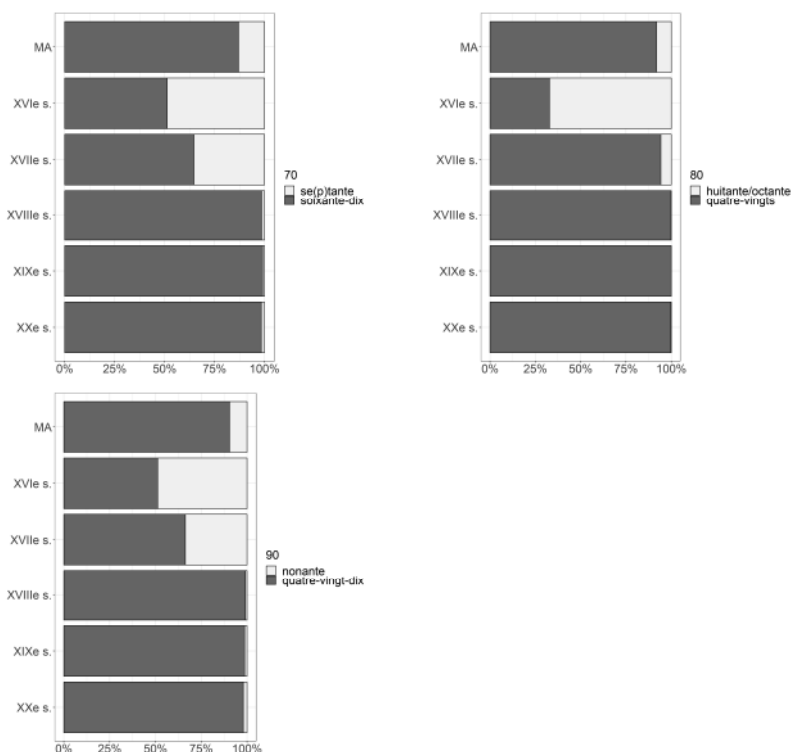 MA
XVIe s.
XVIIe s.
XVIIIe s.
XIXe s.
XXe s.
0% 25% 50% 75% 100%
70
se(p)tante
soixante-dix
MA
XVIe s.
XVIIe s.
XVIIIe s.
XIXe s.
XXe s.
0% 25% 50% 75% 100%
80
huitante/octante
quatre-vingts
MA
XVIe s.
XVIIe s.
XVIIIe s.
XIXe s.
XXe s.
0% 25% 50% 75% 100%
90
nonante
quatre-vingt-dix